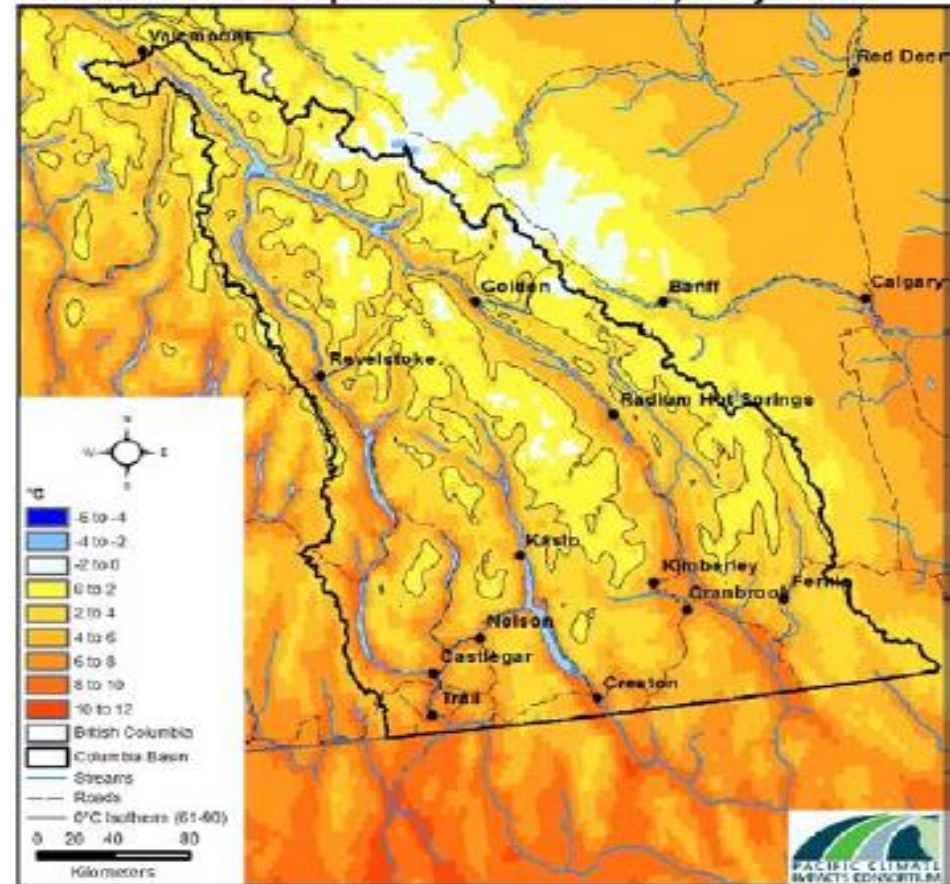 Valemount
Red Deer
Golden
Banff
Calgary
Revelstoke
Radium Hot Springs
N
W
E
S
°C
-6 to -4
-4 to -2
-2 to 0
0 to 2
2 to 4
4 to 6
6 to 8
8 to 10
10 to 12
British Columbia
Columbia Basin
Streams
Roads
0°C Isotherm (61-90)
0 20 40 80
Kilometers
Kaslo
Kimberley
Cranbrook
Fernie
Nelson
Castlegar
Creston
Trail
PACIFIC CLIMATE
IMPACTS CONSORTIUM